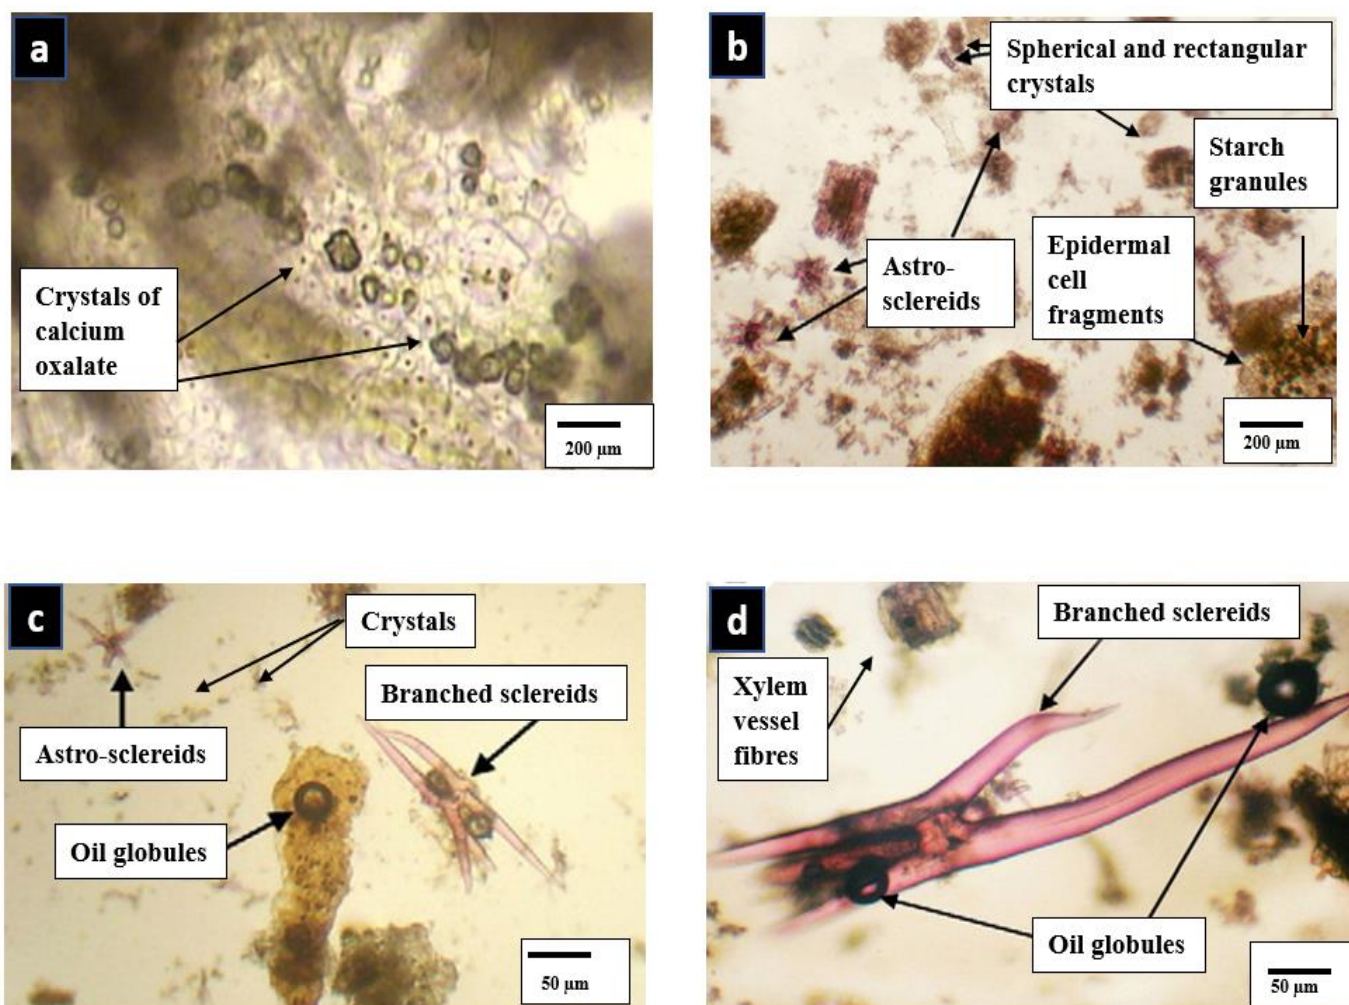 a
Crystals of
calcium
oxalate
200 μm
b
Spherical and rectangular
crystals
Starch
granules
Astro-
sclereids
Epidermal
cell
fragments
200 μm
c
Crystals
Branched sclereids
Astro-sclereids
Oil globules
50 μm
d
Branched sclereids
Xylem
vessel
fibres
Oil globules
50 μm